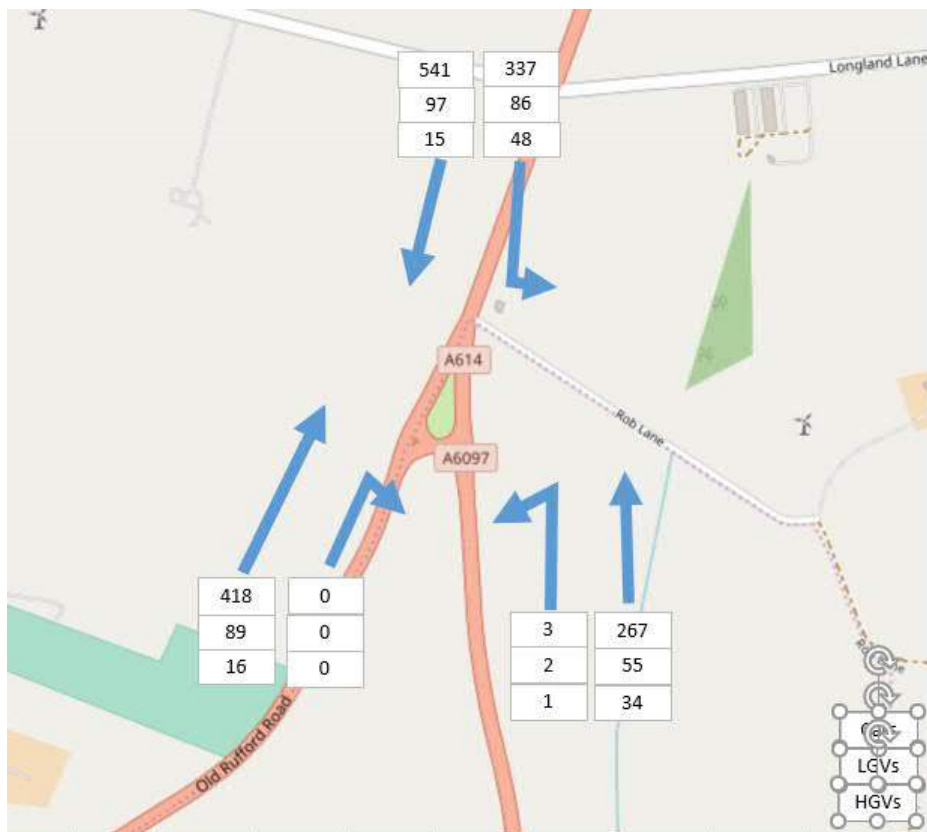 Longland Lane
541 337
97 86
15 48
A614
Rob Lane
A6097
418 0
89 0
16 0
3 267
2 55
1 34
Old Rufford Road
LGVs
HGVs